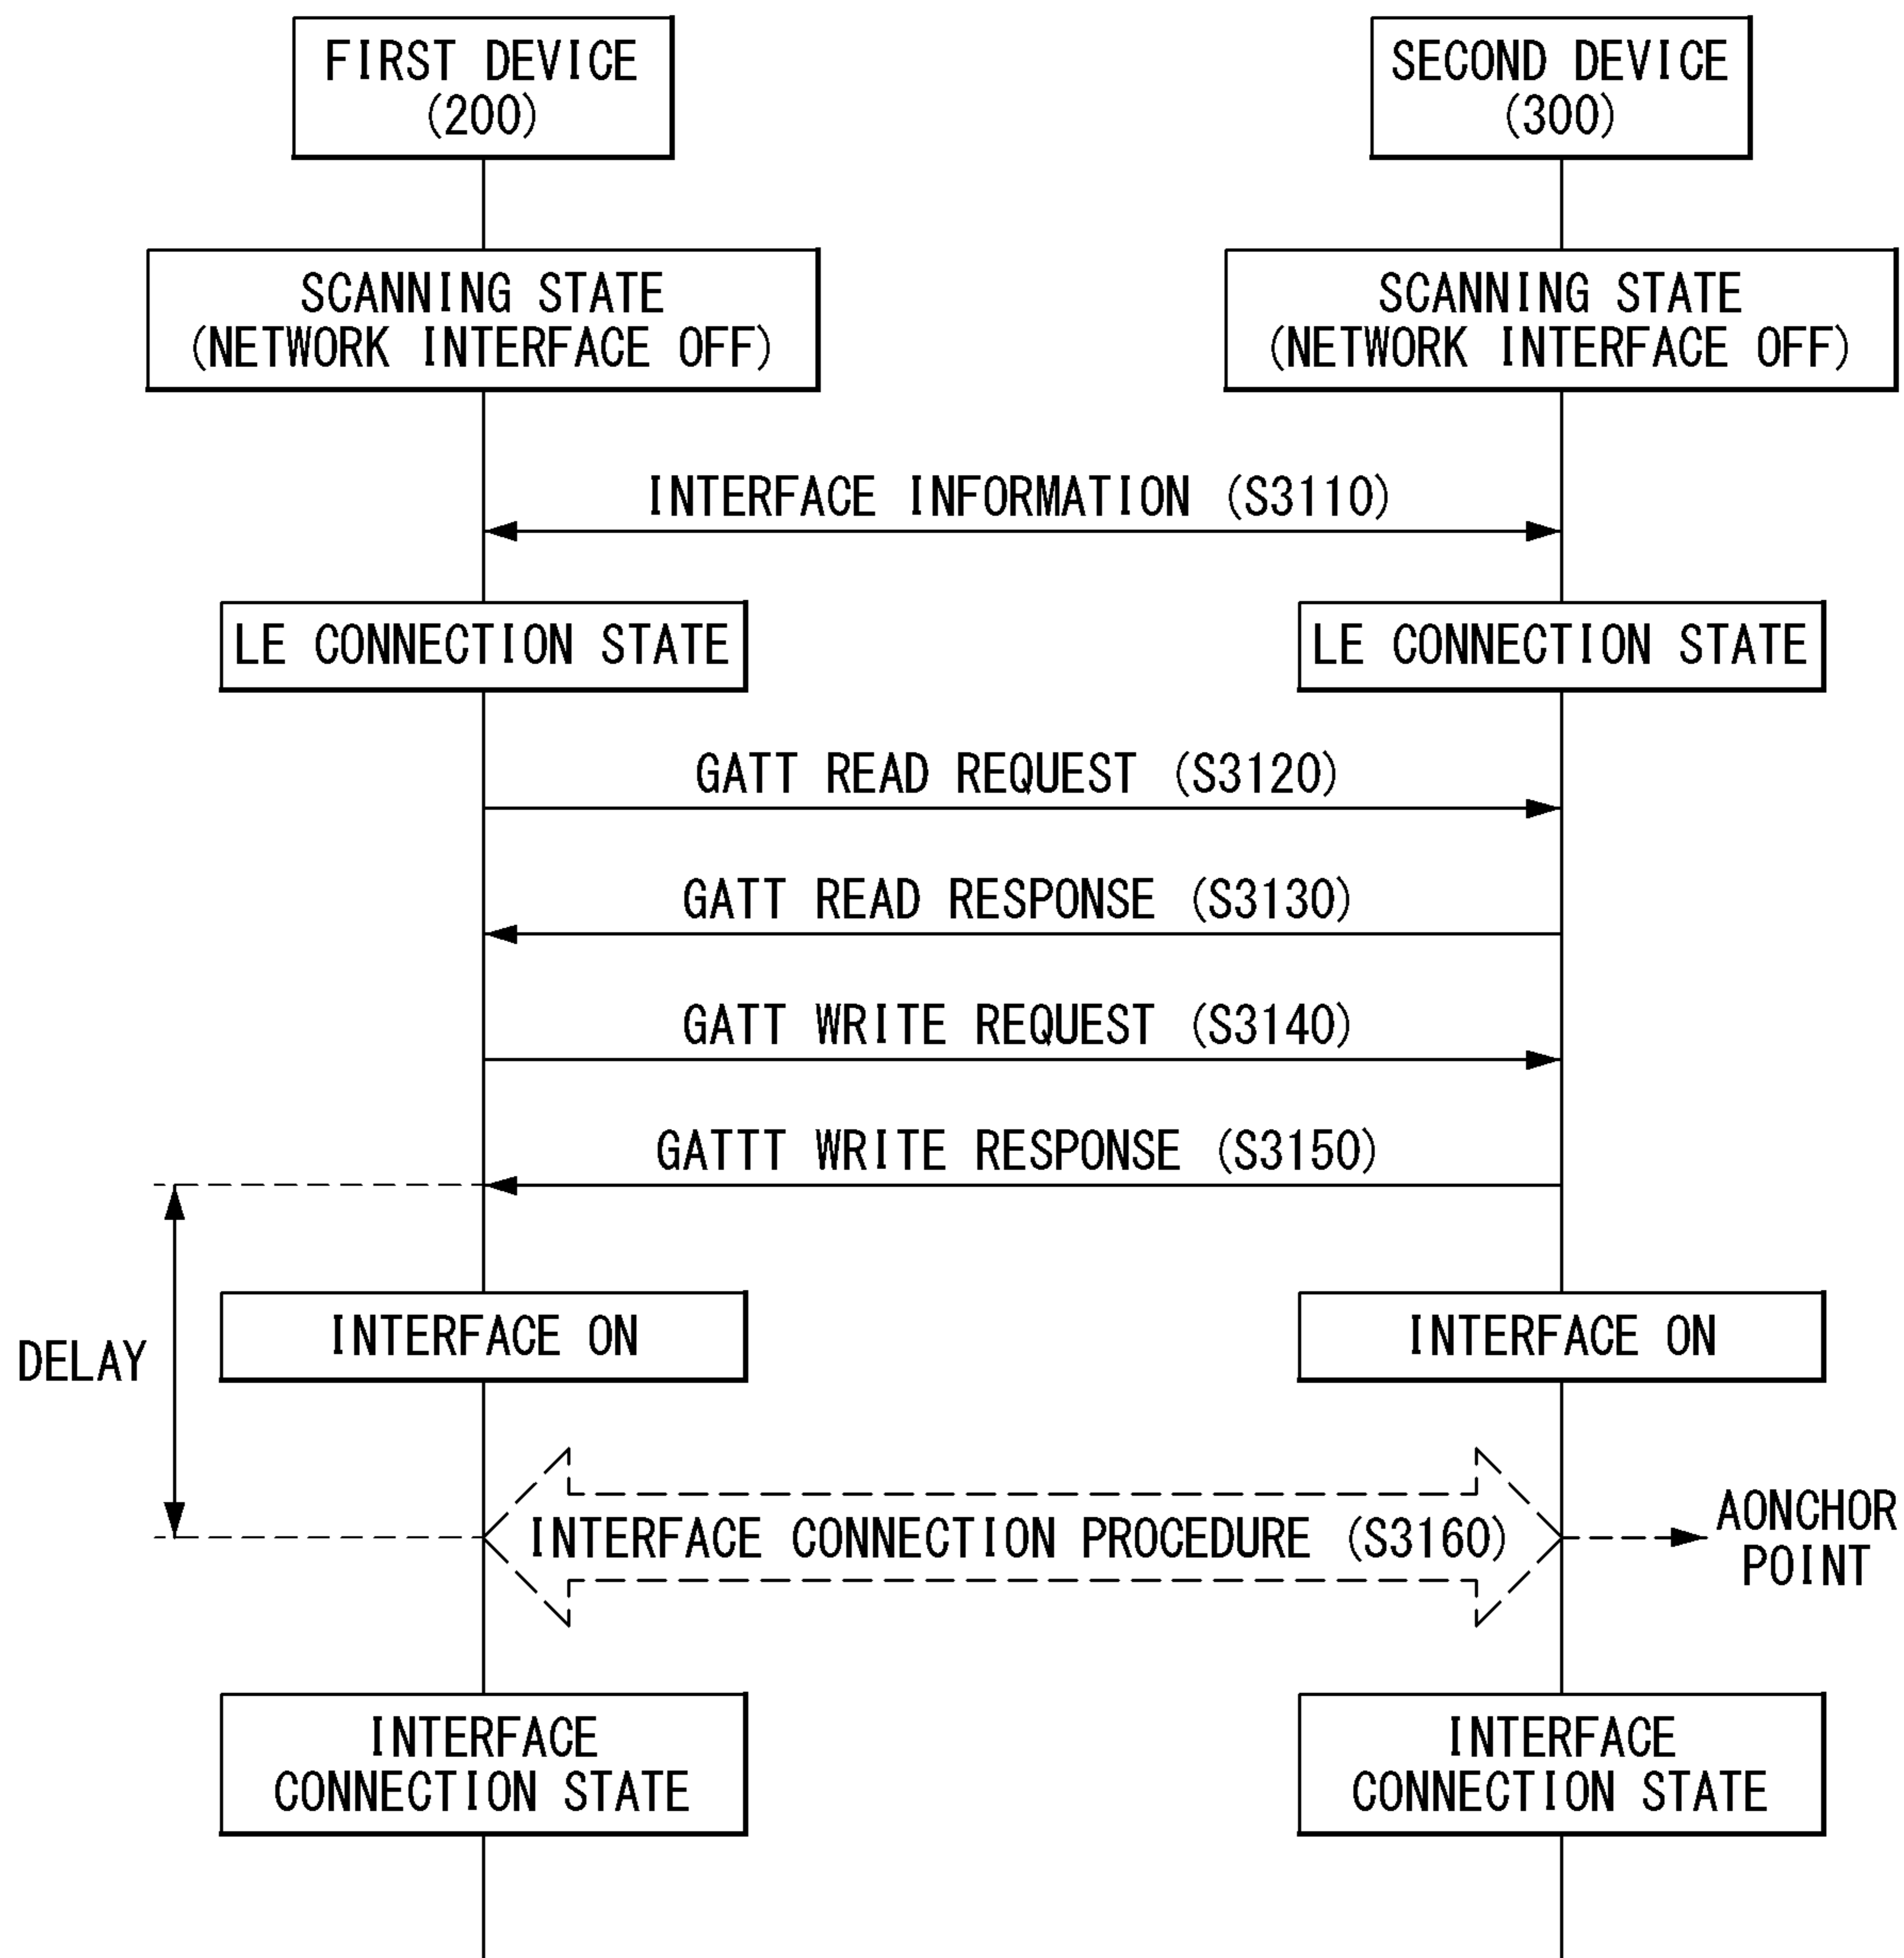 FIRST DEVICE
(200)
SECOND DEVICE
(300)
SCANNING STATE
(NETWORK INTERFACE OFF)
SCANNING STATE
(NETWORK INTERFACE OFF)
INTERFACE INFORMATION (S3110)
LE CONNECTION STATE
LE CONNECTION STATE
GATT READ REQUEST (S3120)
GATT READ RESPONSE (S3130)
GATT WRITE REQUEST (S3140)
GATTT WRITE RESPONSE (S3150)
DELAY
INTERFACE ON
INTERFACE ON
INTERFACE CONNECTION PROCEDURE (S3160)
AONCHOR
POINT
INTERFACE
CONNECTION STATE
INTERFACE
CONNECTION STATE